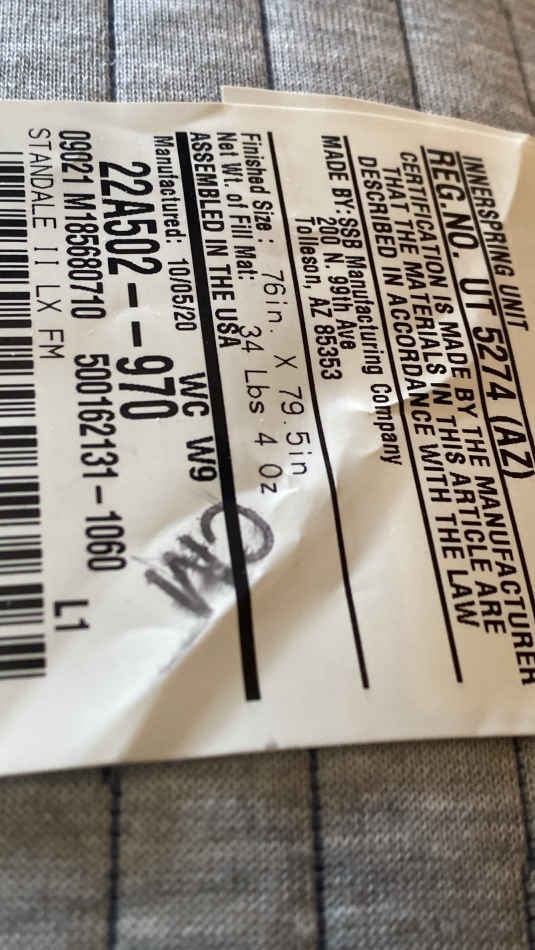 INNERSPRING UNIT
REG. NO. UT 5274 (AZ)
CERTIFICATION IS MADE BY THE MANUFACTURER
THAT THE MATERIALS IN THIS ARTICLE ARE
DESCRIBED IN ACCORDANCE WITH THE LAW
MADE BY: SSB Manufacturing Company
200 N. 99th Ave
Tolleson, AZ 85353
Finished Size: 76in. X 79.5in
Net Wt. of Fill Mat: 34 Lbs 4 Oz
ASSEMBLED IN THE USA
Manufactured: 10/05/20 WC W9
CM
22A502--970
09021 M185680710 500162131-1060
STANDALE II LX FM L1